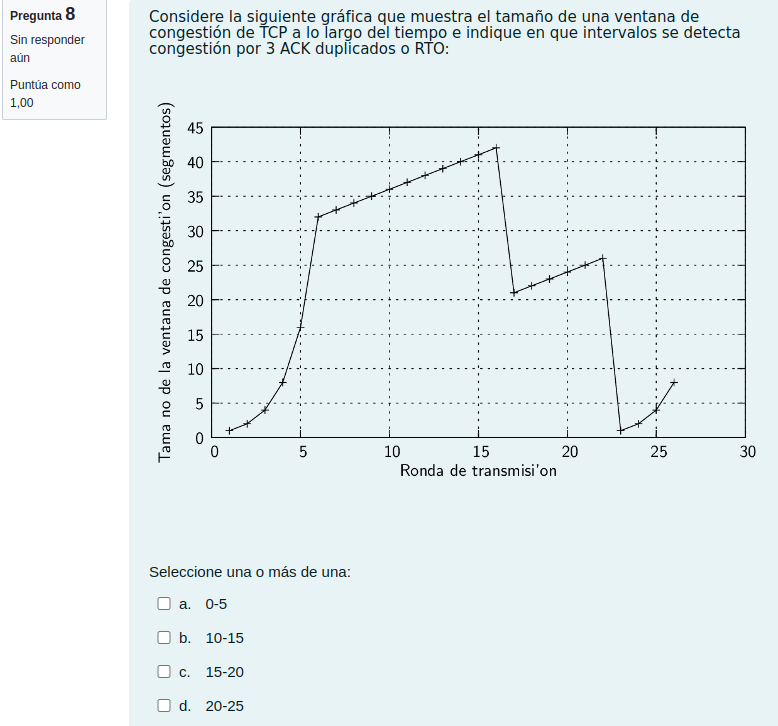 Pregunta 8
Sin responder
aún
Puntúa como
1,00
Considere la siguiente gráfica que muestra el tamaño de una ventana de
congestión de TCP a lo largo del tiempo e indique en que intervalos se detecta
congestión por 3 ACK duplicados o RTO:
Tama no de la ventana de congesti'on (segmentos)
45
40
35
30
25
20
15
10
5
0
0 5 10 15 20 25 30
Ronda de transmisi'on
Seleccione una o más de una:
a. 0-5
b. 10-15
c. 15-20
d. 20-25